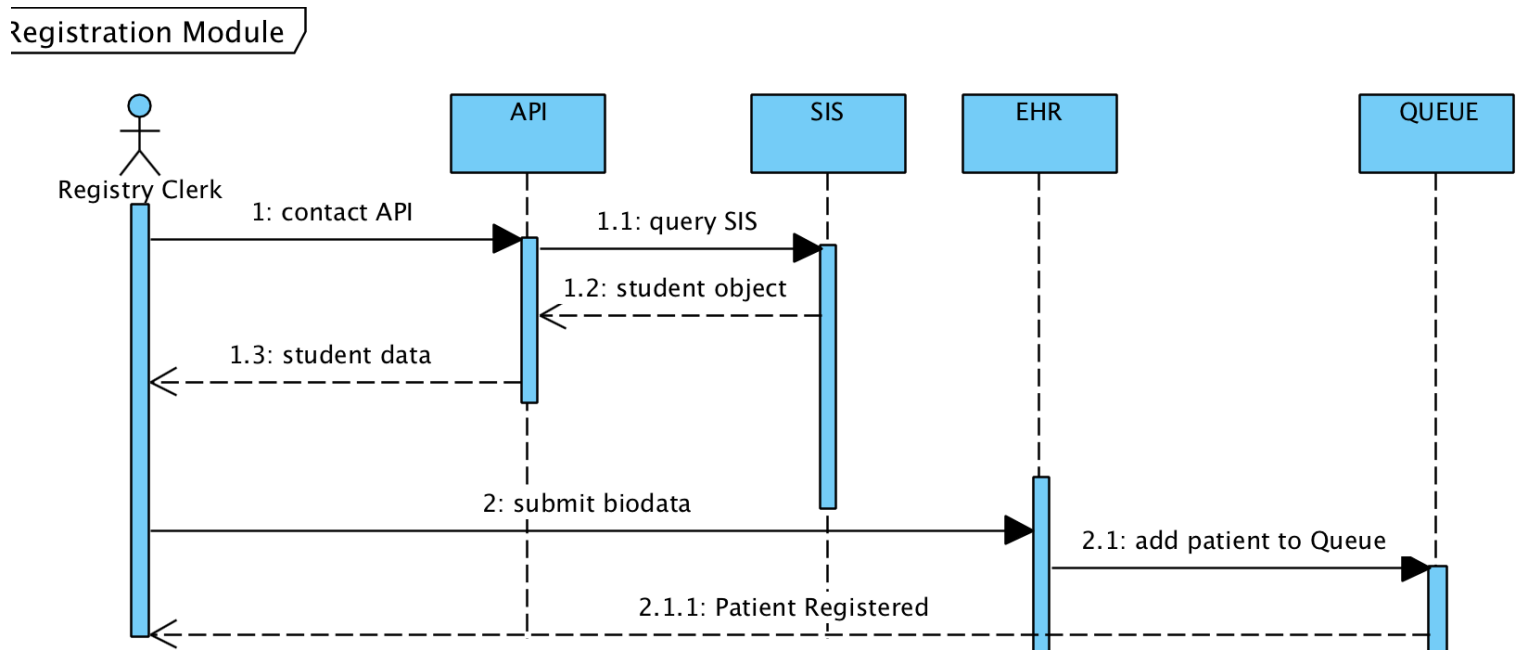 Registration Module
API
SIS
EHR
QUEUE
Registry Clerk
1: contact API
1.1: query SIS
1.2: student object
1.3: student data
2: submit biodata
2.1: add patient to Queue
2.1.1: Patient Registered